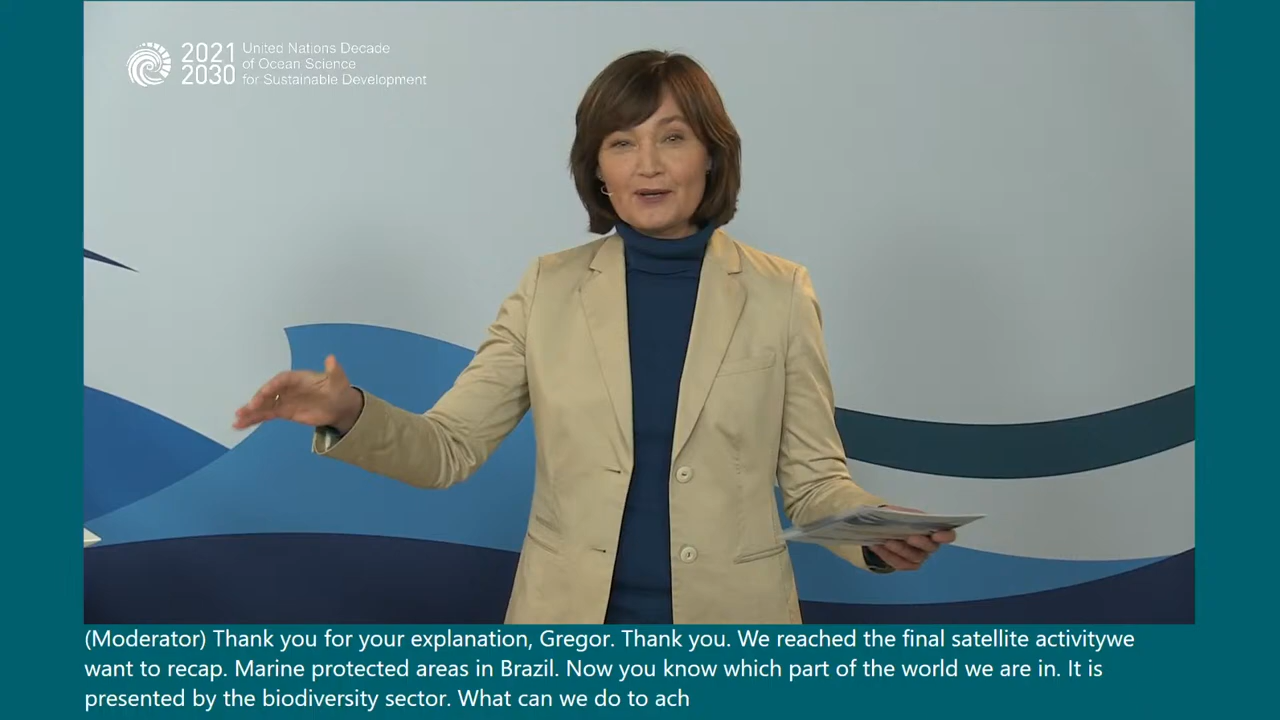 2021 United Nations Decade
2030 of Ocean Science
for Sustainable Development
(Moderator) Thank you for your explanation, Gregor. Thank you. We reached the final satellite activitywe
want to recap. Marine protected areas in Brazil. Now you know which part of the world we are in. It is
presented by the biodiversity sector. What can we do to ach